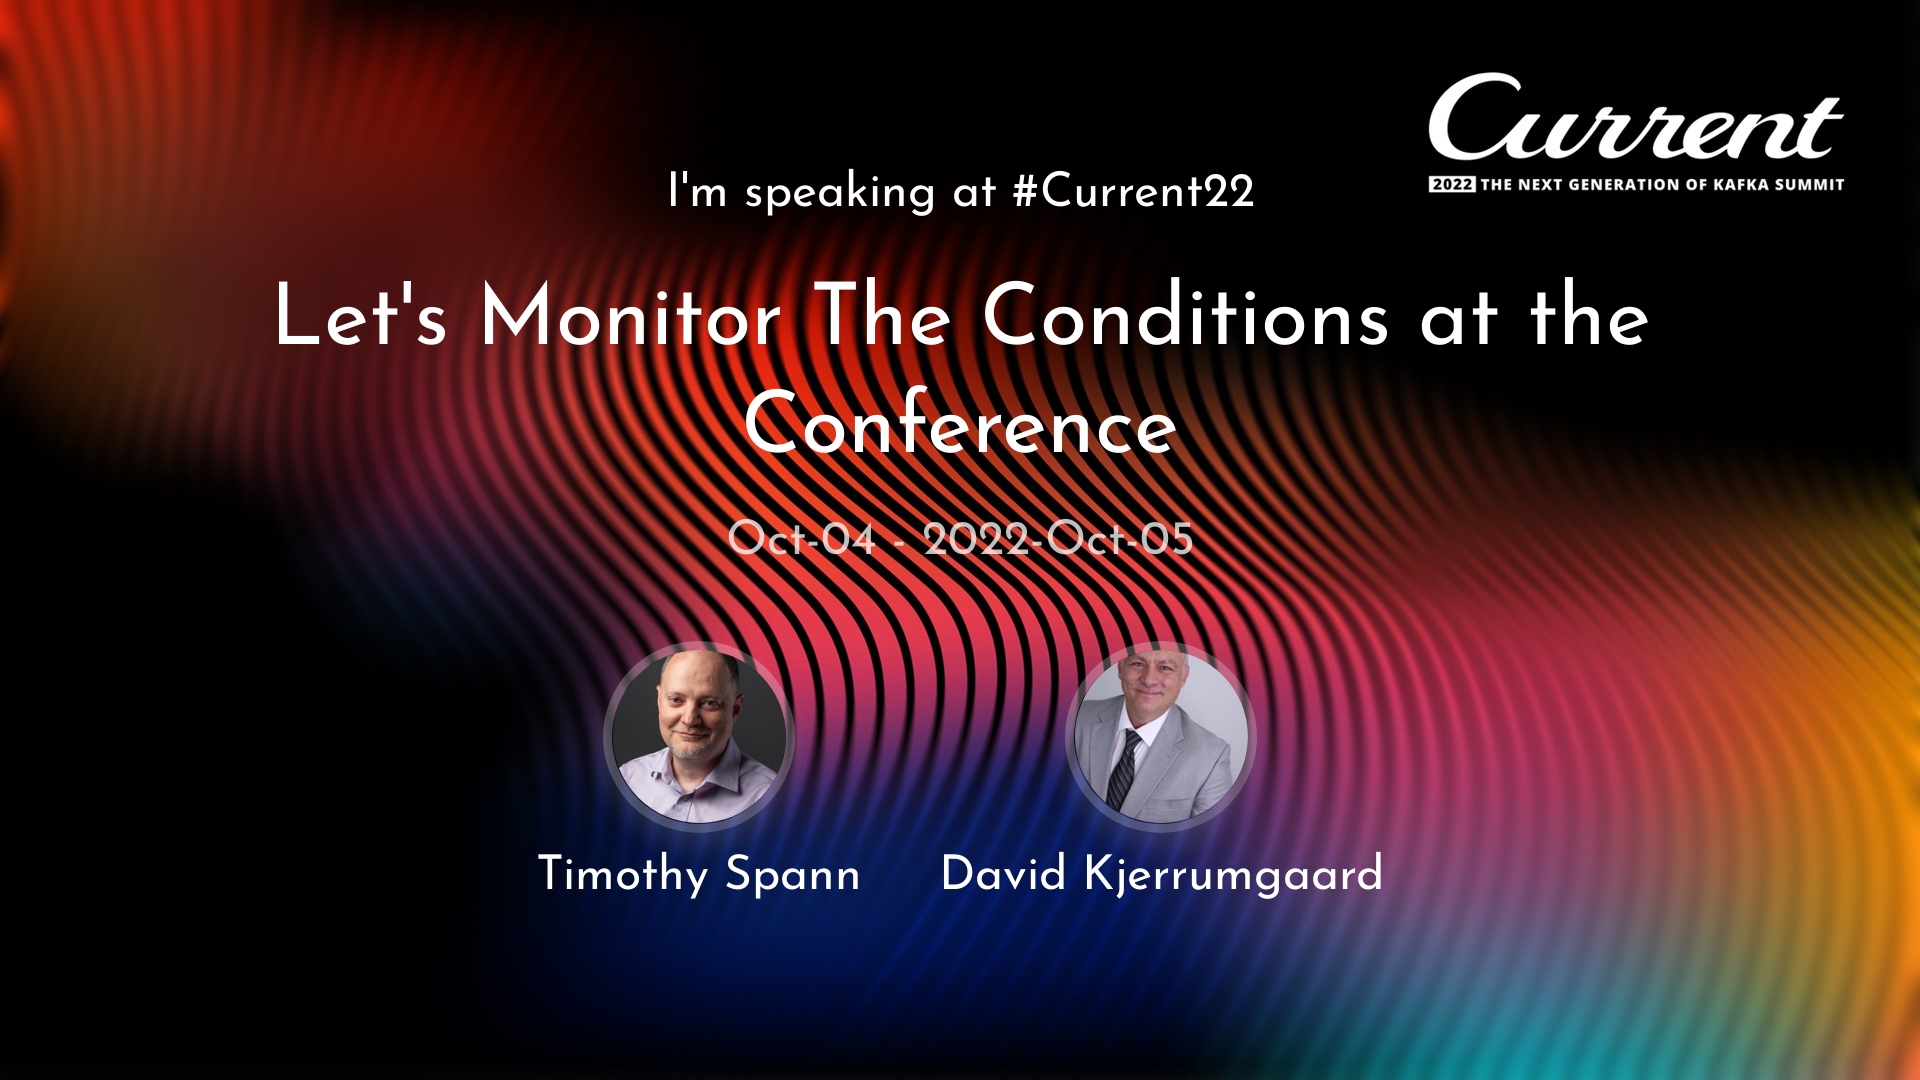 Current
2022 THE NEXT GENERATION OF KAFKA SUMMIT
I'm speaking at #Current22
Let's Monitor The Conditions at the
Conference
Oct-04 - 2022-Oct-05
Timothy Spann
David Kjerrumgaard